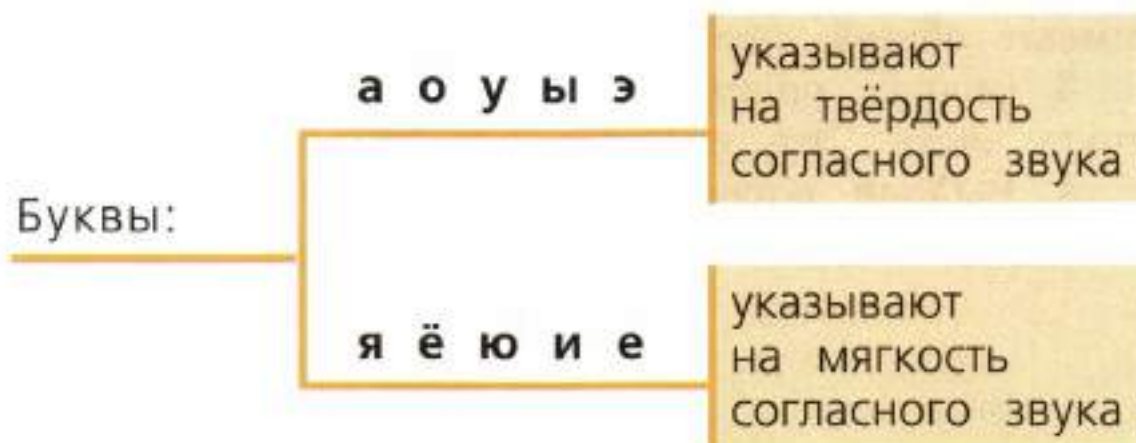 Буквы:
а о у ы э
указывают
на твёрдость
согласного звука
я ё ю и е
указывают
на мягкость
согласного звука